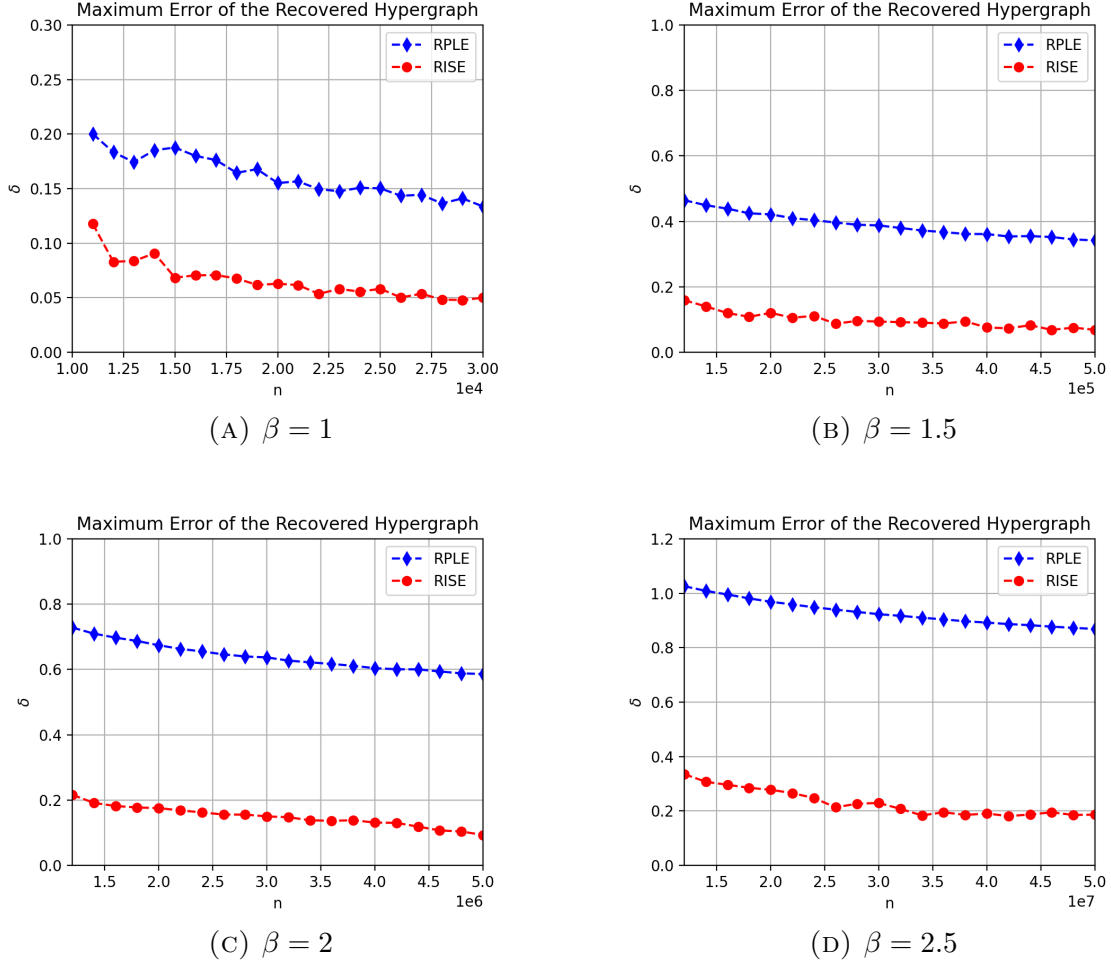 Maximum Error of the Recovered Hypergraph
0.30
0.25
0.20
0.15
0.10
0.05
0.00
δ
RPLE
RISE
1.00 1.25 1.50 1.75 2.00 2.25 2.50 2.75 3.00
n
1e4
(A) β = 1
Maximum Error of the Recovered Hypergraph
1.0
0.8
0.6
0.4
0.2
0.0
δ
RPLE
RISE
1.5 2.0 2.5 3.0 3.5 4.0 4.5 5.0
n
1e5
(B) β = 1.5
Maximum Error of the Recovered Hypergraph
1.0
0.8
0.6
0.4
0.2
0.0
δ
RPLE
RISE
1.5 2.0 2.5 3.0 3.5 4.0 4.5 5.0
n
1e6
(C) β = 2
Maximum Error of the Recovered Hypergraph
1.2
1.0
0.8
0.6
0.4
0.2
0.0
δ
RPLE
RISE
1.5 2.0 2.5 3.0 3.5 4.0 4.5 5.0
n
1e7
(D) β = 2.5